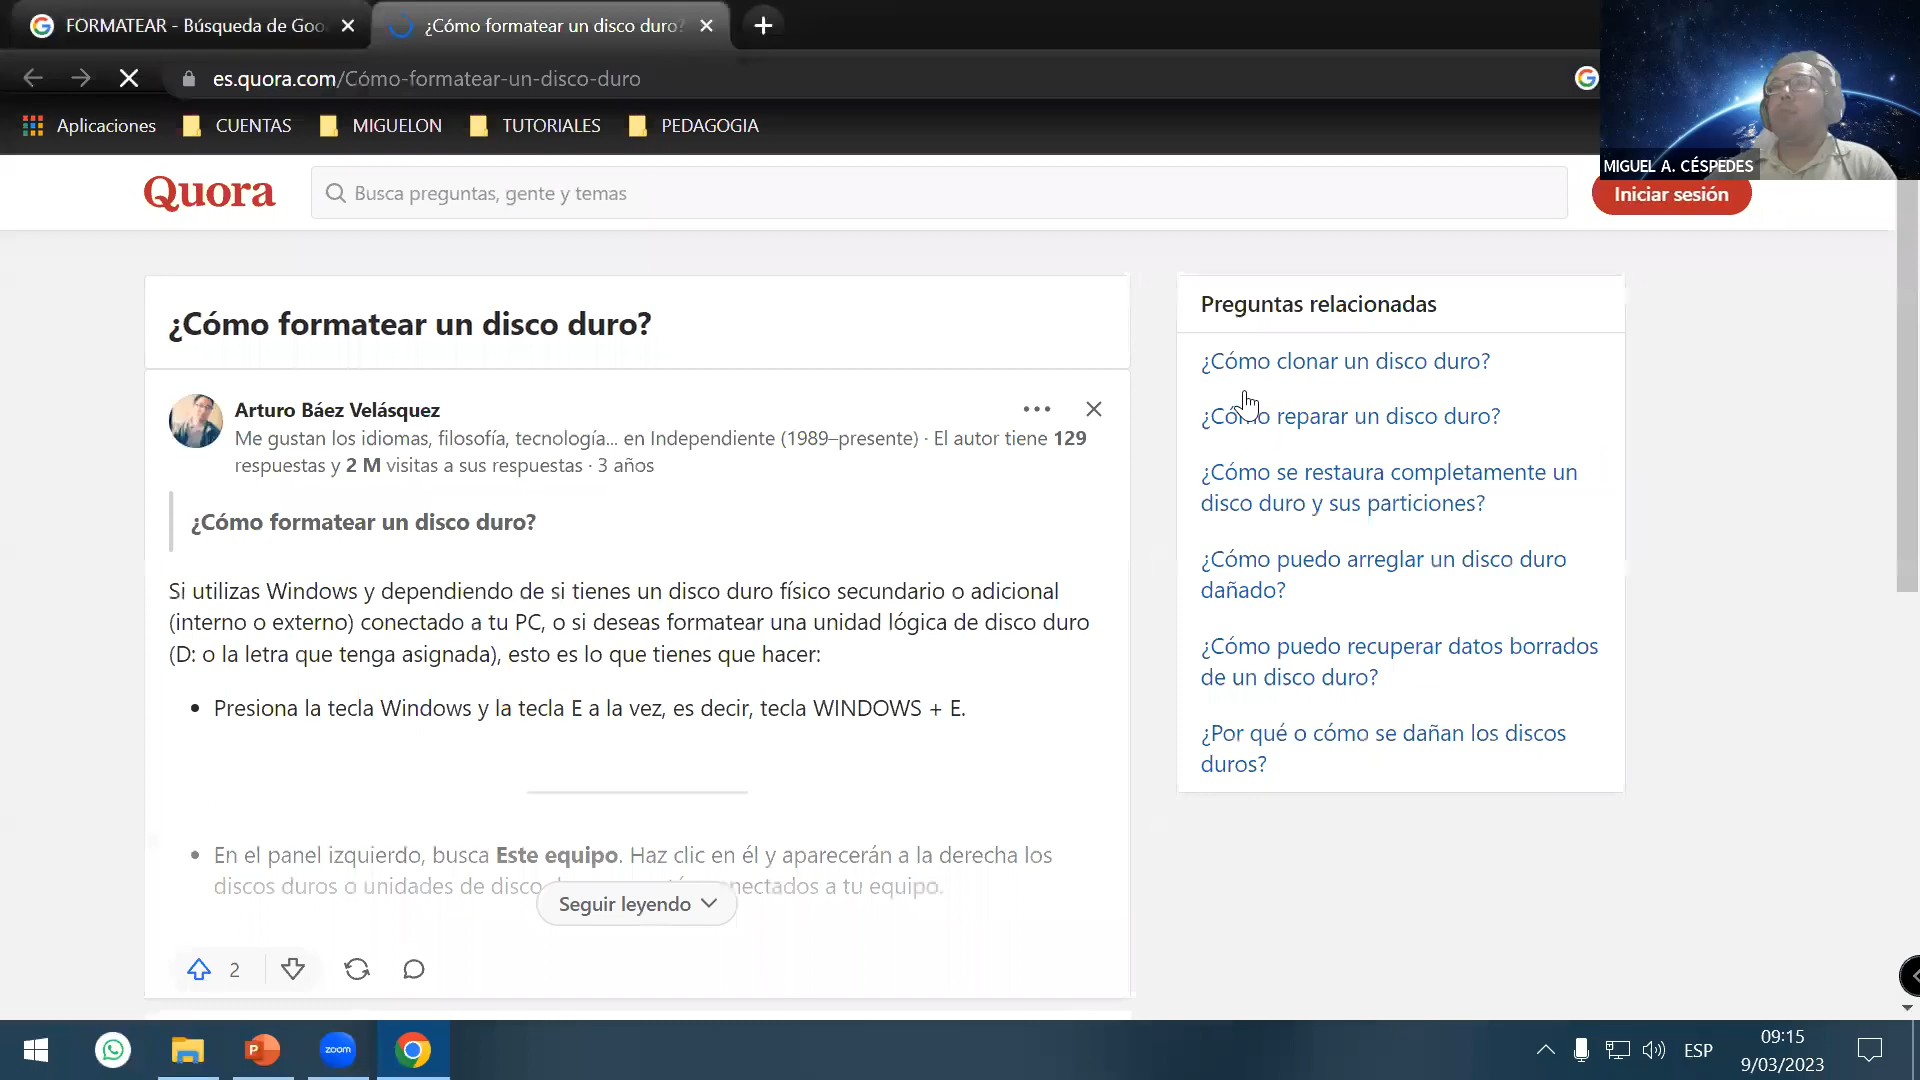 FORMATEAR - Búsqueda de Goo
¿Cómo formatear un disco duro?
es.quora.com/Cómo-formatear-un-disco-duro
Aplicaciones
CUENTAS
MIGUELON
TUTORIALES
PEDAGOGIA
MIGUEL A. CÉSPEDES
Quora
Busca preguntas, gente y temas
Iniciar sesión
¿Cómo formatear un disco duro?
Arturo Báez Velásquez
Me gustan los idiomas, filosofía, tecnología... en Independiente (1989–presente) · El autor tiene 129
respuestas y 2 M visitas a sus respuestas · 3 años
¿Cómo formatear un disco duro?
Si utilizas Windows y dependiendo de si tienes un disco duro físico secundario o adicional
(interno o externo) conectado a tu PC, o si deseas formatear una unidad lógica de disco duro
(D: o la letra que tenga asignada), esto es lo que tienes que hacer:
• Presiona la tecla Windows y la tecla E a la vez, es decir, tecla WINDOWS + E.
• En el panel izquierdo, busca Este equipo. Haz clic en él y aparecerán a la derecha los
discos duros o unidades de disco nectados a tu equipo.
Seguir leyendo
2
Preguntas relacionadas
¿Cómo clonar un disco duro?
¿Cómo reparar un disco duro?
¿Cómo se restaura completamente un
disco duro y sus particiones?
¿Cómo puedo arreglar un disco duro
dañado?
¿Cómo puedo recuperar datos borrados
de un disco duro?
¿Por qué o cómo se dañan los discos
duros?
P
zoom
ESP
09:15
9/03/2023